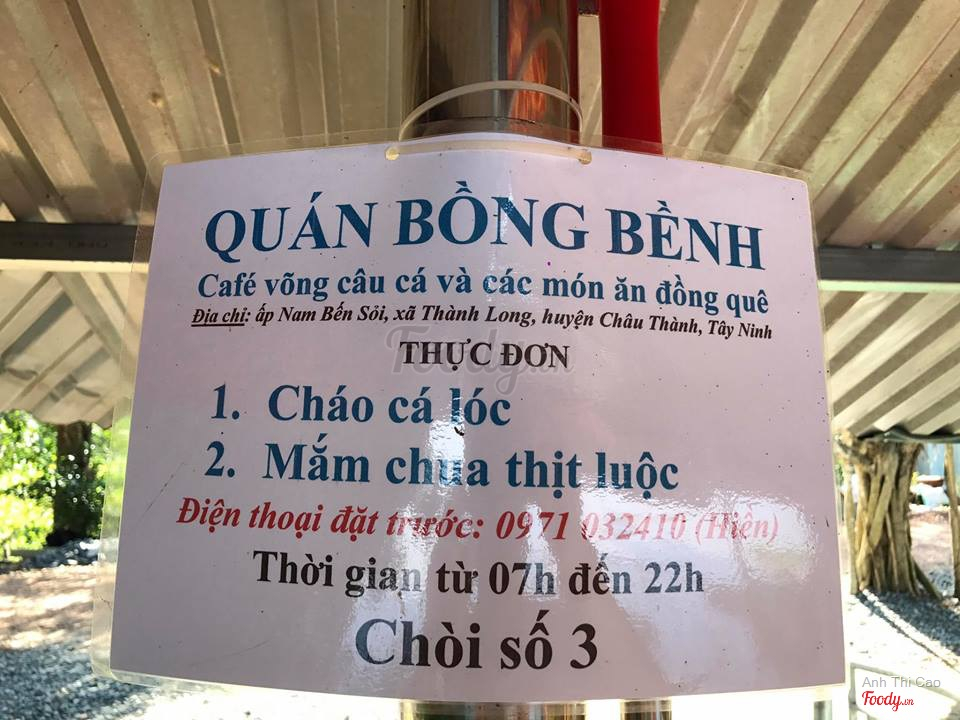 QUÁN BỒNG BỀNH
Café võng câu cá và các món ăn đồng quê
Địa chỉ: ấp Nam Bến Sỏi, xã Thành Long, huyện Châu Thành, Tây Ninh
THỰC ĐƠN
1. Cháo cá lóc
2. Mắm chua thịt luộc
Điện thoại đặt trước: 0971 032410 (Hiền)
Thời gian từ 07h đến 22h
Chòi số 3
Foody.vn
Anh Thi Cao
Foody.vn